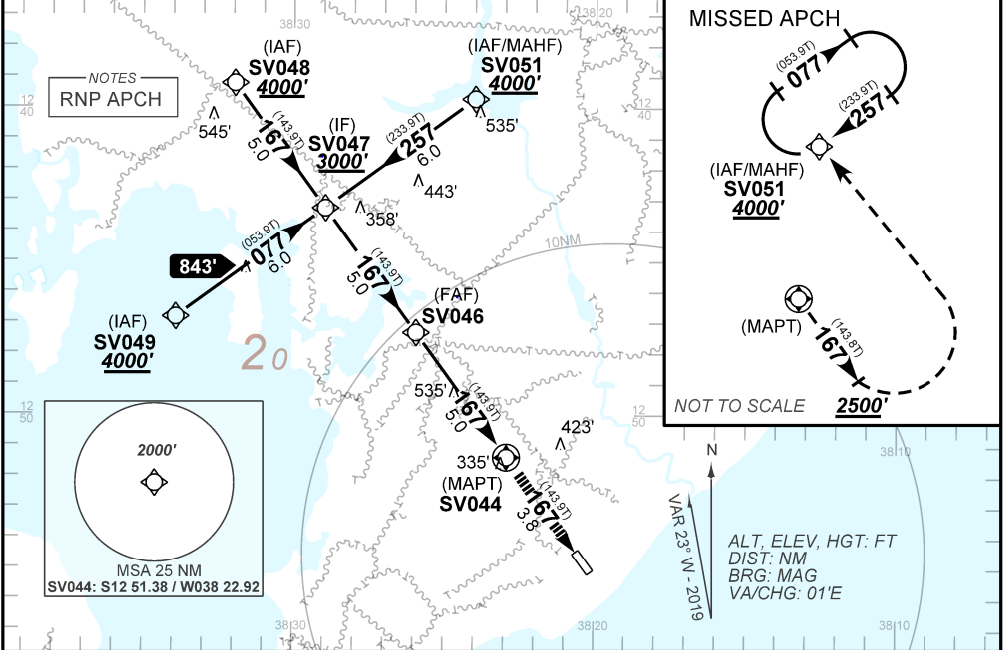 38|30
38|20
MISSED APCH
(IAF)
SV048
4000'
(IAF/MAHF)
SV051
4000'
NOTES
RNP APCH
12
40
12
40
545'
(143.9T)
167
5.0
(IF)
SV047
3000'
(233.9T)
257
6.0
535'
443'
358'
(053.9T)
077
(233.9T)
257
(IAF/MAHF)
SV051
4000'
843'
(053.9T)
077
6.0
10NM
(143.9T)
167
5.0
(IAF)
SV049
4000'
20
(FAF)
SV046
(MAPT)
(143.8T)
167
2500'
NOT TO SCALE
535'
(143.9T)
167
5.0
12
50
12
50
2000'
423'
335'
(MAPT)
SV044
(143.9T)
167
3.8
38|10
N
VAR 23° W - 2019
ALT, ELEV, HGT: FT
DIST: NM
BRG: MAG
VA/CHG: 01'E
MSA 25 NM
SV044: S12 51.38 / W038 22.92
38|30
38|20
38|10